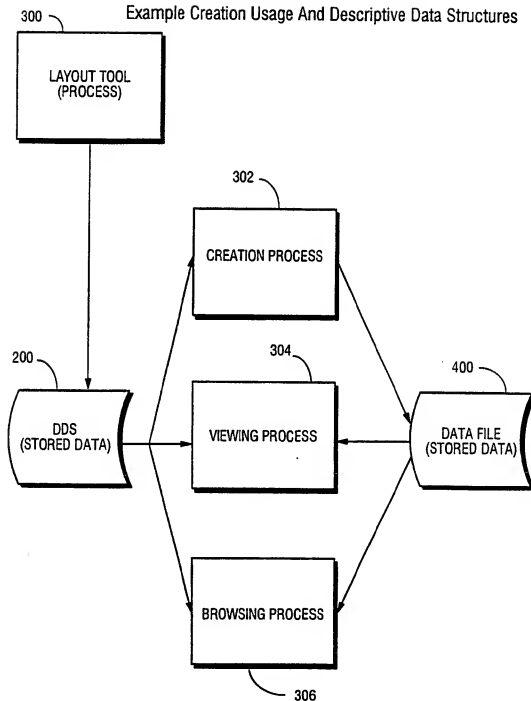 Example Creation Usage And Descriptive Data Structures
300
LAYOUT TOOL
(PROCESS)
302
CREATION PROCESS
200
DDS
(STORED DATA)
304
VIEWING PROCESS
400
DATA FILE
(STORED DATA)
BROWSING PROCESS
306